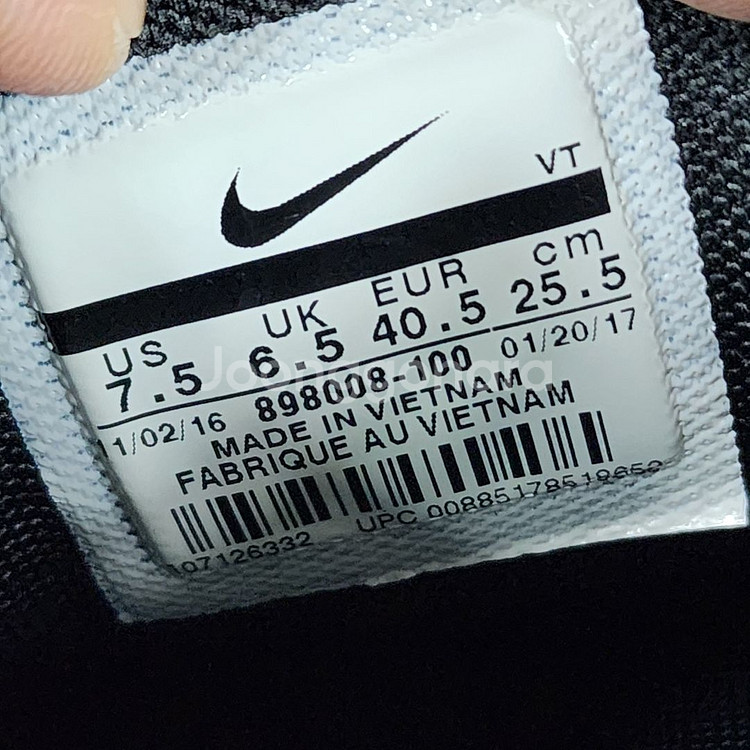 VT
US UK EUR cm
7.5 6.5 40.5 25.5
11/02/16 898008-100 01/20/17
MADE IN VIETNAM
FABRIQUE AU VIETNAM
UPC 00885178519652
107126332
Joonggonara